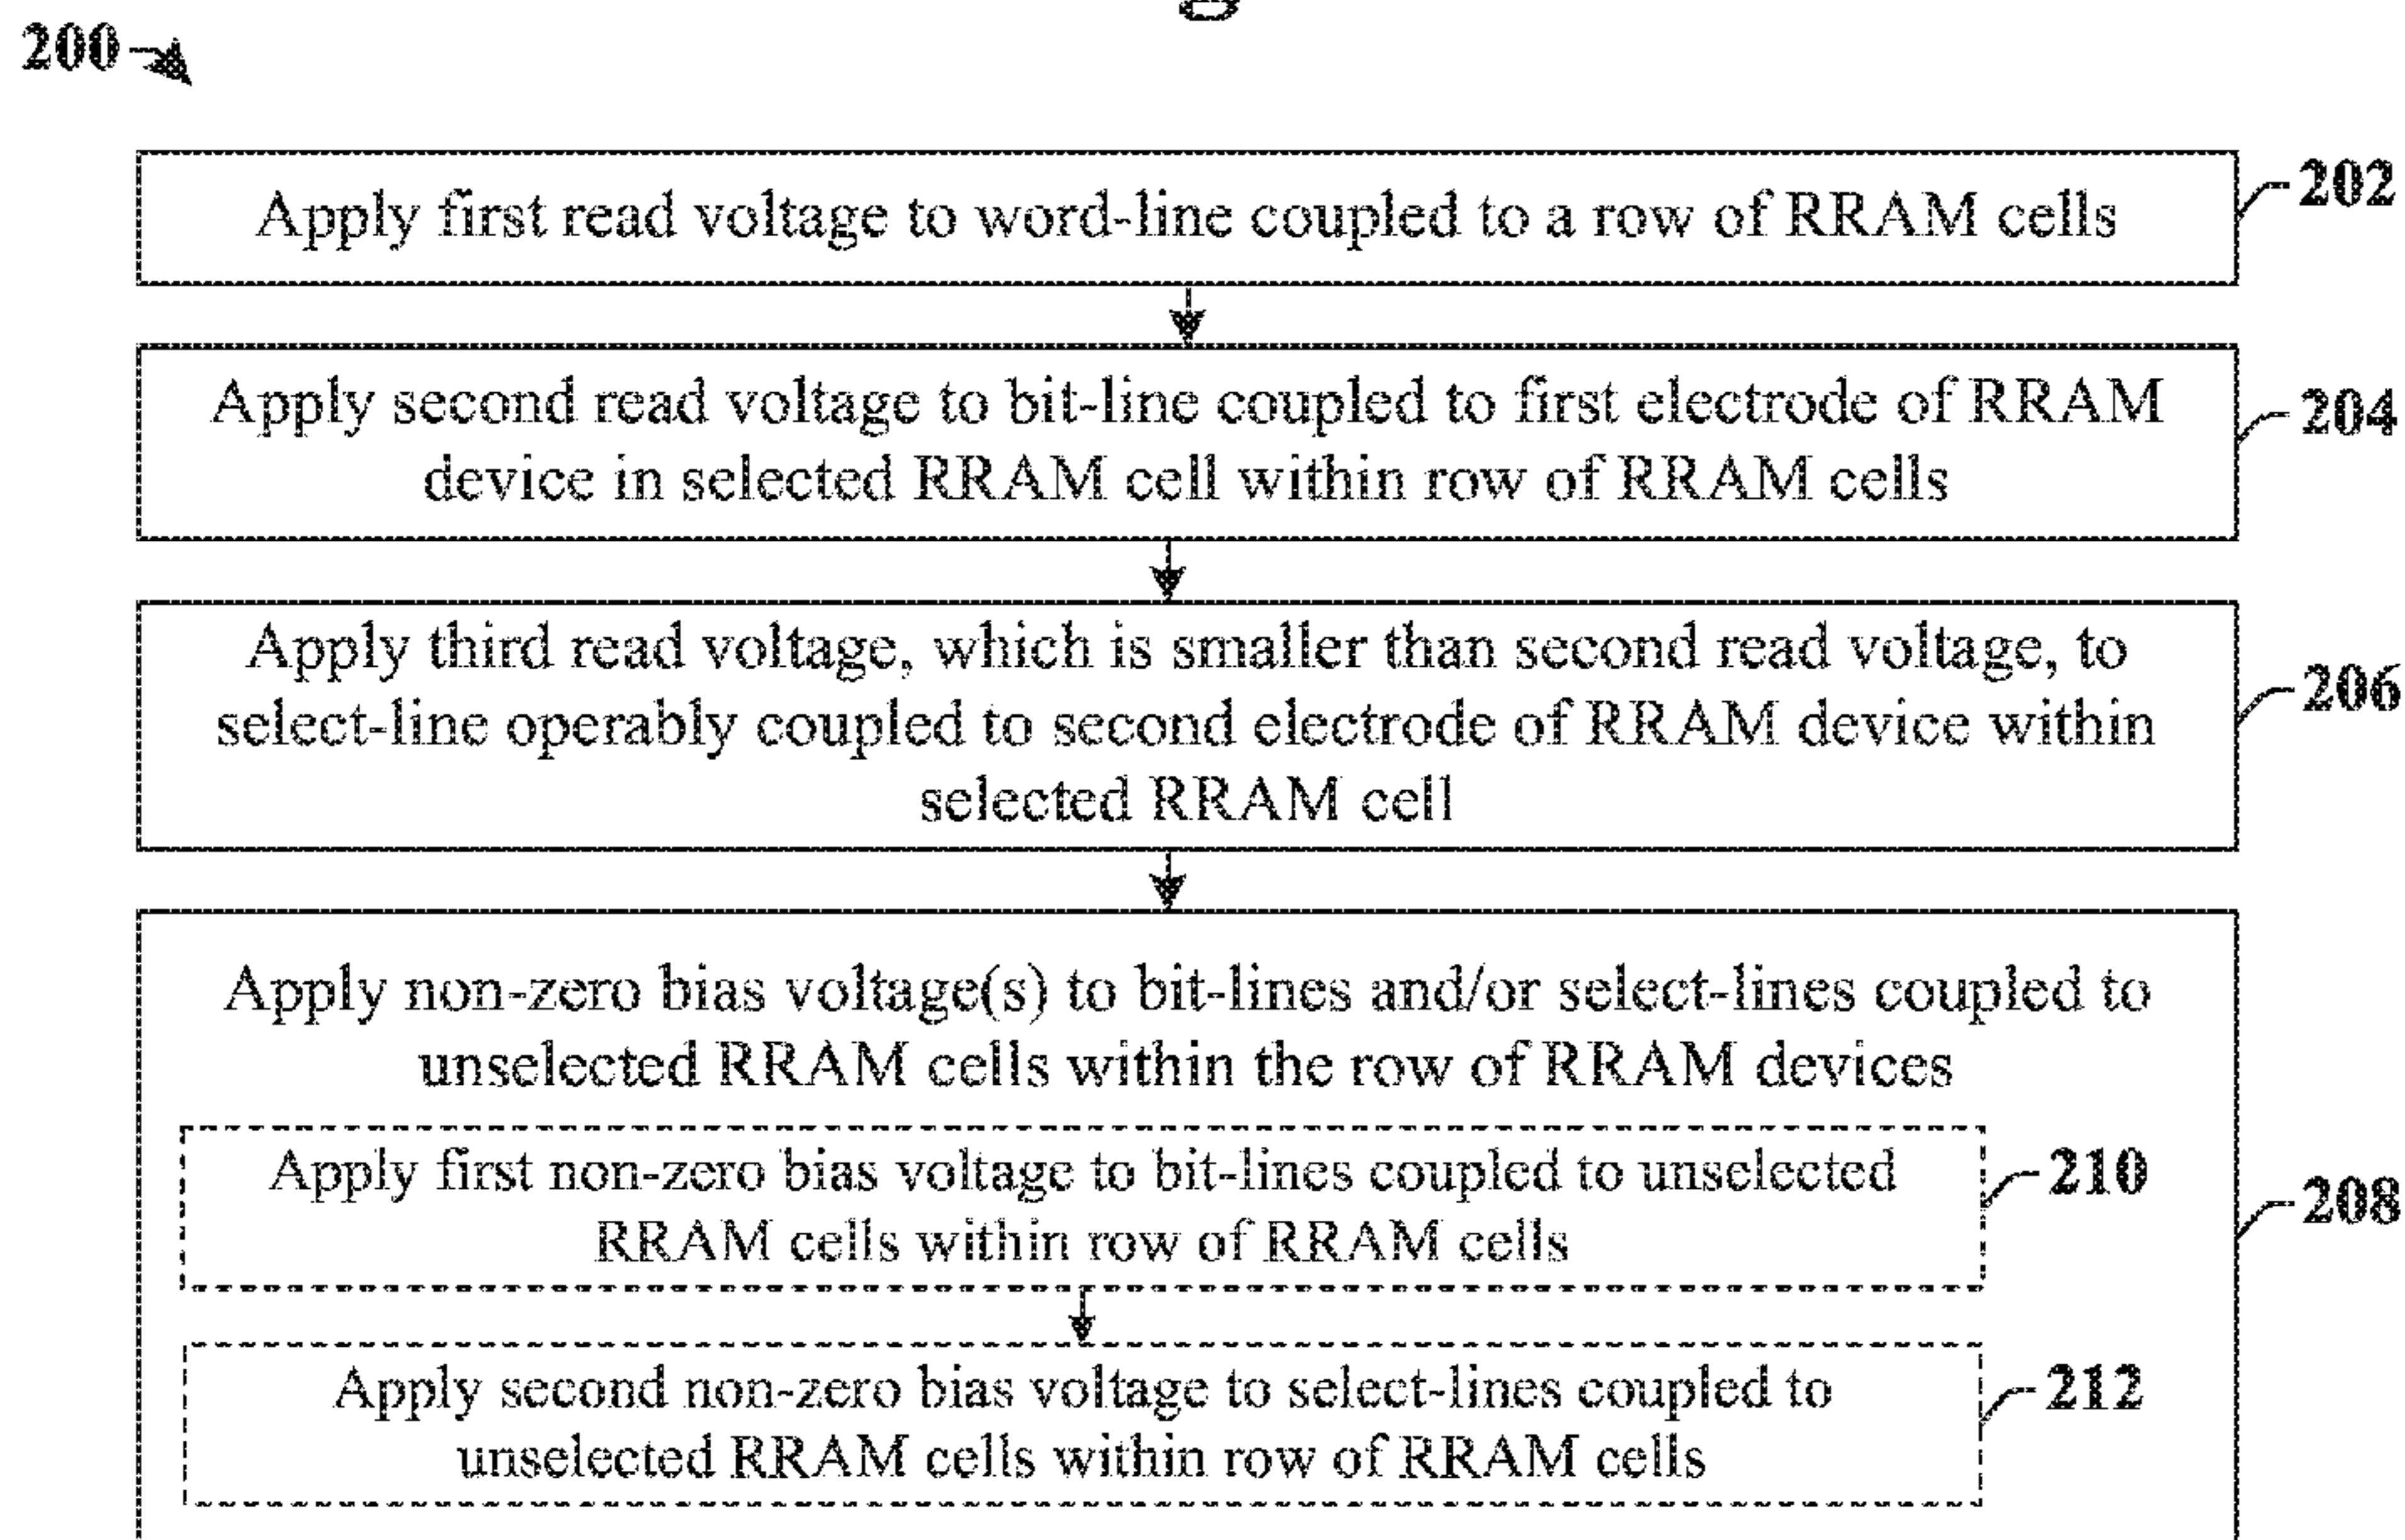 200
Apply first read voltage to word-line coupled to a row of RRAM cells
202
Apply second read voltage to bit-line coupled to first electrode of RRAM
device in selected RRAM cell within row of RRAM cells
204
Apply third read voltage, which is smaller than second read voltage, to
select-line operably coupled to second electrode of RRAM device within
selected RRAM cell
206
Apply non-zero bias voltage(s) to bit-lines and/or select-lines coupled to
unselected RRAM cells within the row of RRAM devices
208
Apply first non-zero bias voltage to bit-lines coupled to unselected
RRAM cells within row of RRAM cells
210
Apply second non-zero bias voltage to select-lines coupled to
unselected RRAM cells within row of RRAM cells
212